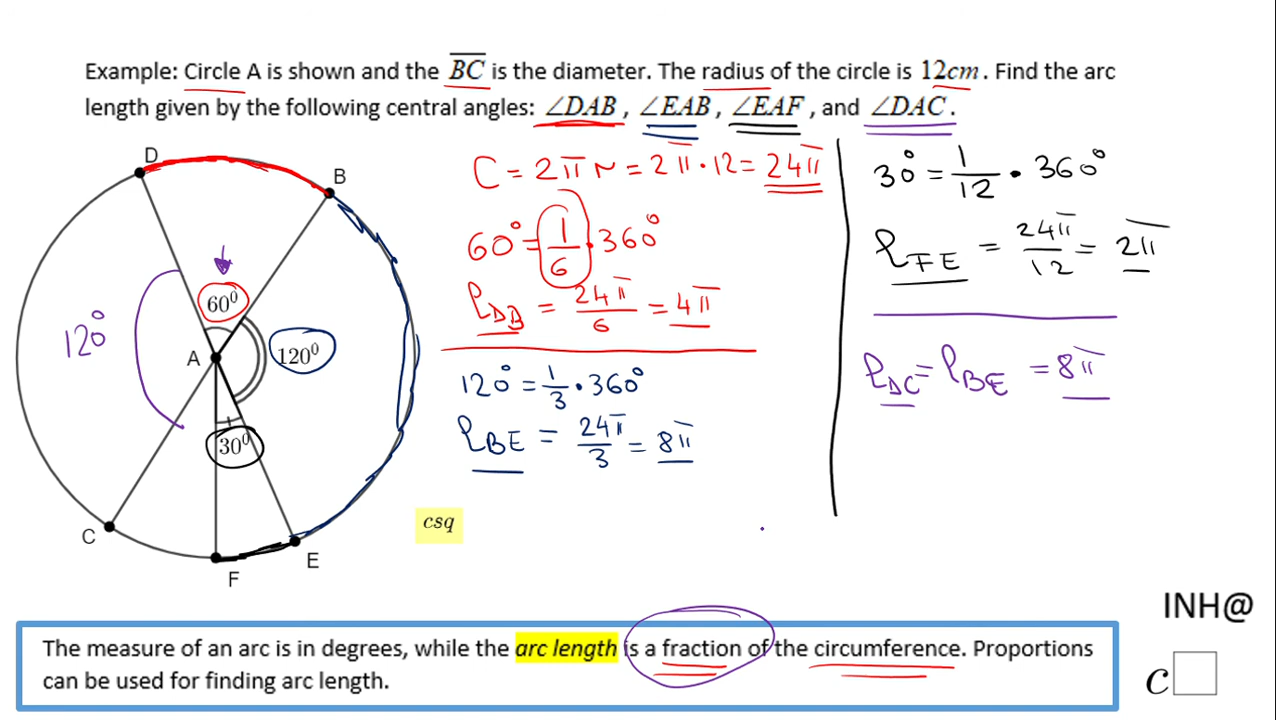 Example: Circle A is shown and the B̅C̅ is the diameter. The radius of the circle is 12cm. Find the arc
length given by the following central angles: ∠DAB, ∠EAB, ∠EAF, and ∠DAC.
D
B
60⁰
120°
A
120⁰
30⁰
C
F
E
csq
C = 2πr = 2π·12 = 24π
60° = 1/6 · 360°
ℓDB = 24π/6 = 4π
120° = 1/3 · 360°
ℓBE = 24π/3 = 8π
30° = 1/12 · 360°
ℓFE = 24π/12 = 2π
ℓDC = ℓBE = 8π
INH@
The measure of an arc is in degrees, while the arc length is a fraction of the circumference. Proportions
can be used for finding arc length.
c